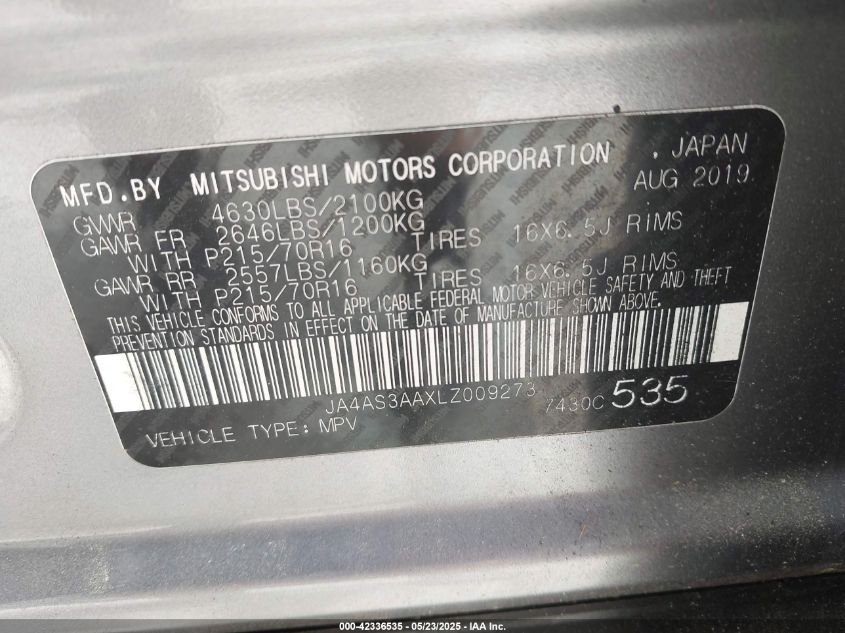 MFD.BY MITSUBISHI MOTORS CORPORATION . JAPAN
AUG 2019
GVWR 4630LBS/2100KG
GAWR FR 2646LBS/1200KG
WITH P215/70R16 TIRES 16X6.5J RIMS
GAWR RR 2557LBS/1160KG
WITH P215/70R16 TIRES 16X6.5J RIMS
THIS VEHICLE CONFORMS TO ALL APPLICABLE FEDERAL MOTOR VEHICLE SAFETY AND THEFT
PREVENTION STANDARDS IN EFFECT ON THE DATE OF MANUFACTURE SHOWN ABOVE.
JA4AS3AAXLZ009273 7430C 535
VEHICLE TYPE: MPV
000-42336535 - 05/23/2025 - IAA Inc.